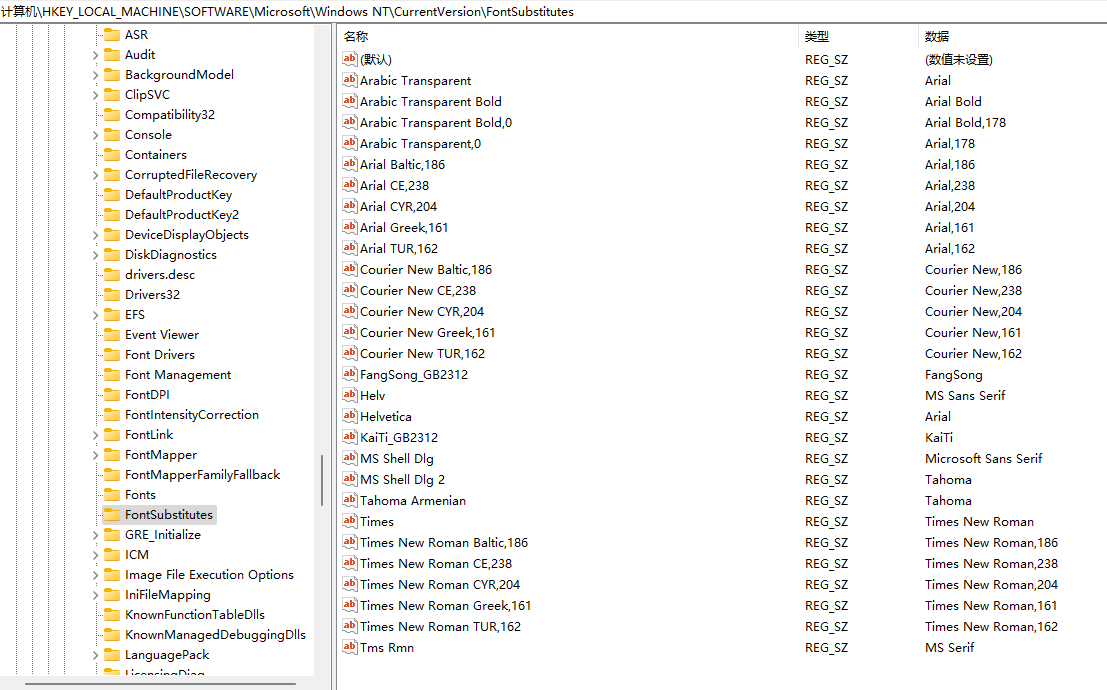 计算机\HKEY_LOCAL_MACHINE\SOFTWARE\Microsoft\Windows NT\CurrentVersion\FontSubstitutes
ASR
Audit
BackgroundModel
ClipSVC
Compatibility32
Console
Containers
CorruptedFileRecovery
DefaultProductKey
DefaultProductKey2
DeviceDisplayObjects
DiskDiagnostics
drivers.desc
Drivers32
EFS
Event Viewer
Font Drivers
Font Management
FontDPI
FontIntensityCorrection
FontLink
FontMapper
FontMapperFamilyFallback
Fonts
FontSubstitutes
GRE_Initialize
ICM
Image File Execution Options
IniFileMapping
KnownFunctionTableDlls
KnownManagedDebuggingDlls
LanguagePack
LicensingDiag
名称 类型 数据
(默认) REG_SZ (数值未设置)
Arabic Transparent REG_SZ Arial
Arabic Transparent Bold REG_SZ Arial Bold
Arabic Transparent Bold,0 REG_SZ Arial Bold,178
Arabic Transparent,0 REG_SZ Arial,178
Arial Baltic,186 REG_SZ Arial,186
Arial CE,238 REG_SZ Arial,238
Arial CYR,204 REG_SZ Arial,204
Arial Greek,161 REG_SZ Arial,161
Arial TUR,162 REG_SZ Arial,162
Courier New Baltic,186 REG_SZ Courier New,186
Courier New CE,238 REG_SZ Courier New,238
Courier New CYR,204 REG_SZ Courier New,204
Courier New Greek,161 REG_SZ Courier New,161
Courier New TUR,162 REG_SZ Courier New,162
FangSong_GB2312 REG_SZ FangSong
Helv REG_SZ MS Sans Serif
Helvetica REG_SZ Arial
KaiTi_GB2312 REG_SZ KaiTi
MS Shell Dlg REG_SZ Microsoft Sans Serif
MS Shell Dlg 2 REG_SZ Tahoma
Tahoma Armenian REG_SZ Tahoma
Times REG_SZ Times New Roman
Times New Roman Baltic,186 REG_SZ Times New Roman,186
Times New Roman CE,238 REG_SZ Times New Roman,238
Times New Roman CYR,204 REG_SZ Times New Roman,204
Times New Roman Greek,161 REG_SZ Times New Roman,161
Times New Roman TUR,162 REG_SZ Times New Roman,162
Tms Rmn REG_SZ MS Serif